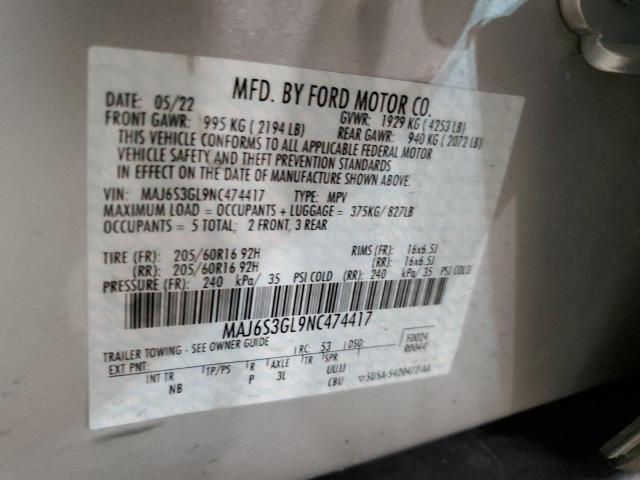 MFD. BY FORD MOTOR CO.
DATE: 05/22 GVWR: 1929 KG ( 4253 LB)
FRONT GAWR: 995 KG ( 2194 LB) REAR GAWR: 940 KG ( 2072 LB)
THIS VEHICLE CONFORMS TO ALL APPLICABLE FEDERAL MOTOR
VEHICLE SAFETY AND THEFT PREVENTION STANDARDS
IN EFFECT ON THE DATE OF MANUFACTURE SHOWN ABOVE.
VIN: MAJ6S3GL9NC474417 TYPE: MPV
MAXIMUM LOAD = OCCUPANTS + LUGGAGE = 375KG/ 827LB
OCCUPANTS = 5 TOTAL; 2 FRONT, 3 REAR
TIRE (FR): 205/60R16 92H RIMS (FR): 16x6.5J
(RR): 205/60R16 92H (RR): 16x6.5J
PRESSURE (FR): 240 kPa/ 35 PSI COLD (RR): 240 kPa/ 35 PSI COLD
MAJ6S3GL9NC474417
TRAILER TOWING - SEE OWNER GUIDE F0024
EXT PNT: RC: 53 DSO: R0044
INT TR TP/PS R AXLE TR SPR UUJJ
NB P 3L CBU